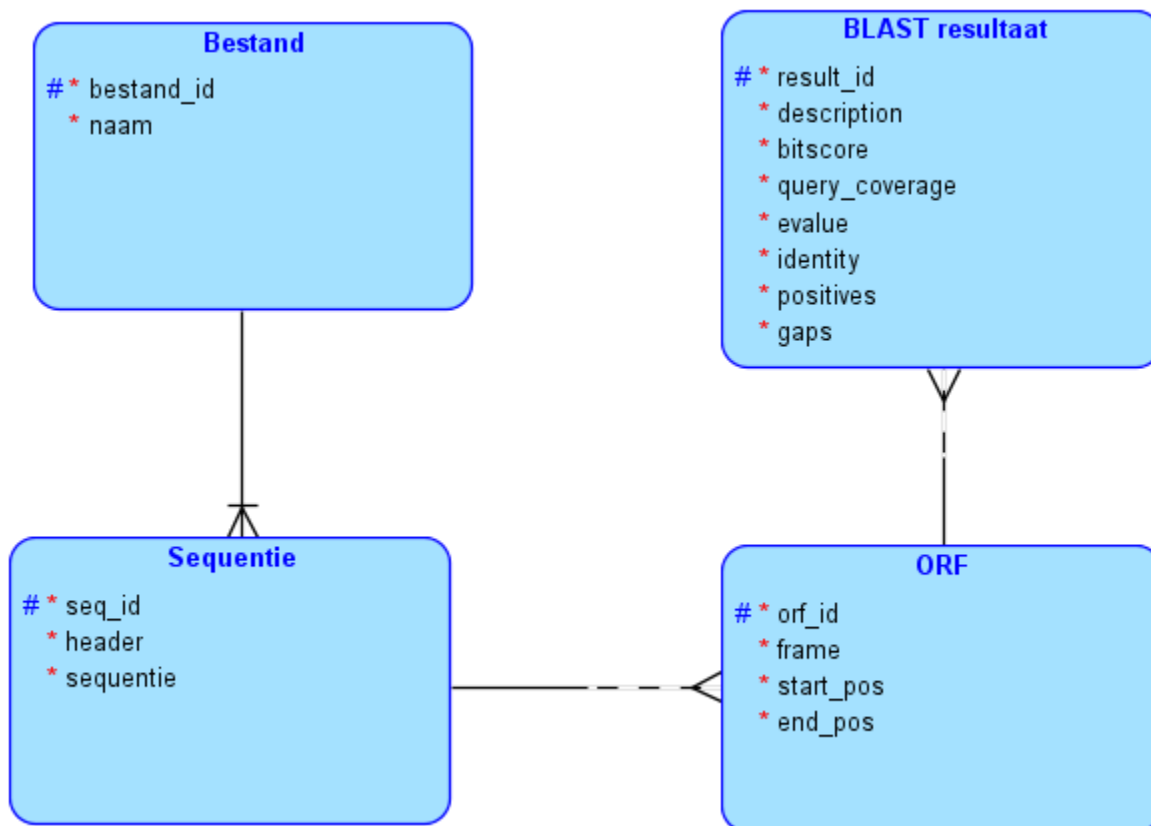 Bestand
# * bestand_id
* naam
BLAST resultaat
# * result_id
* description
* bitscore
* query_coverage
* evalue
* identity
* positives
* gaps
Sequentie
# * seq_id
* header
* sequentie
ORF
# * orf_id
* frame
* start_pos
* end_pos